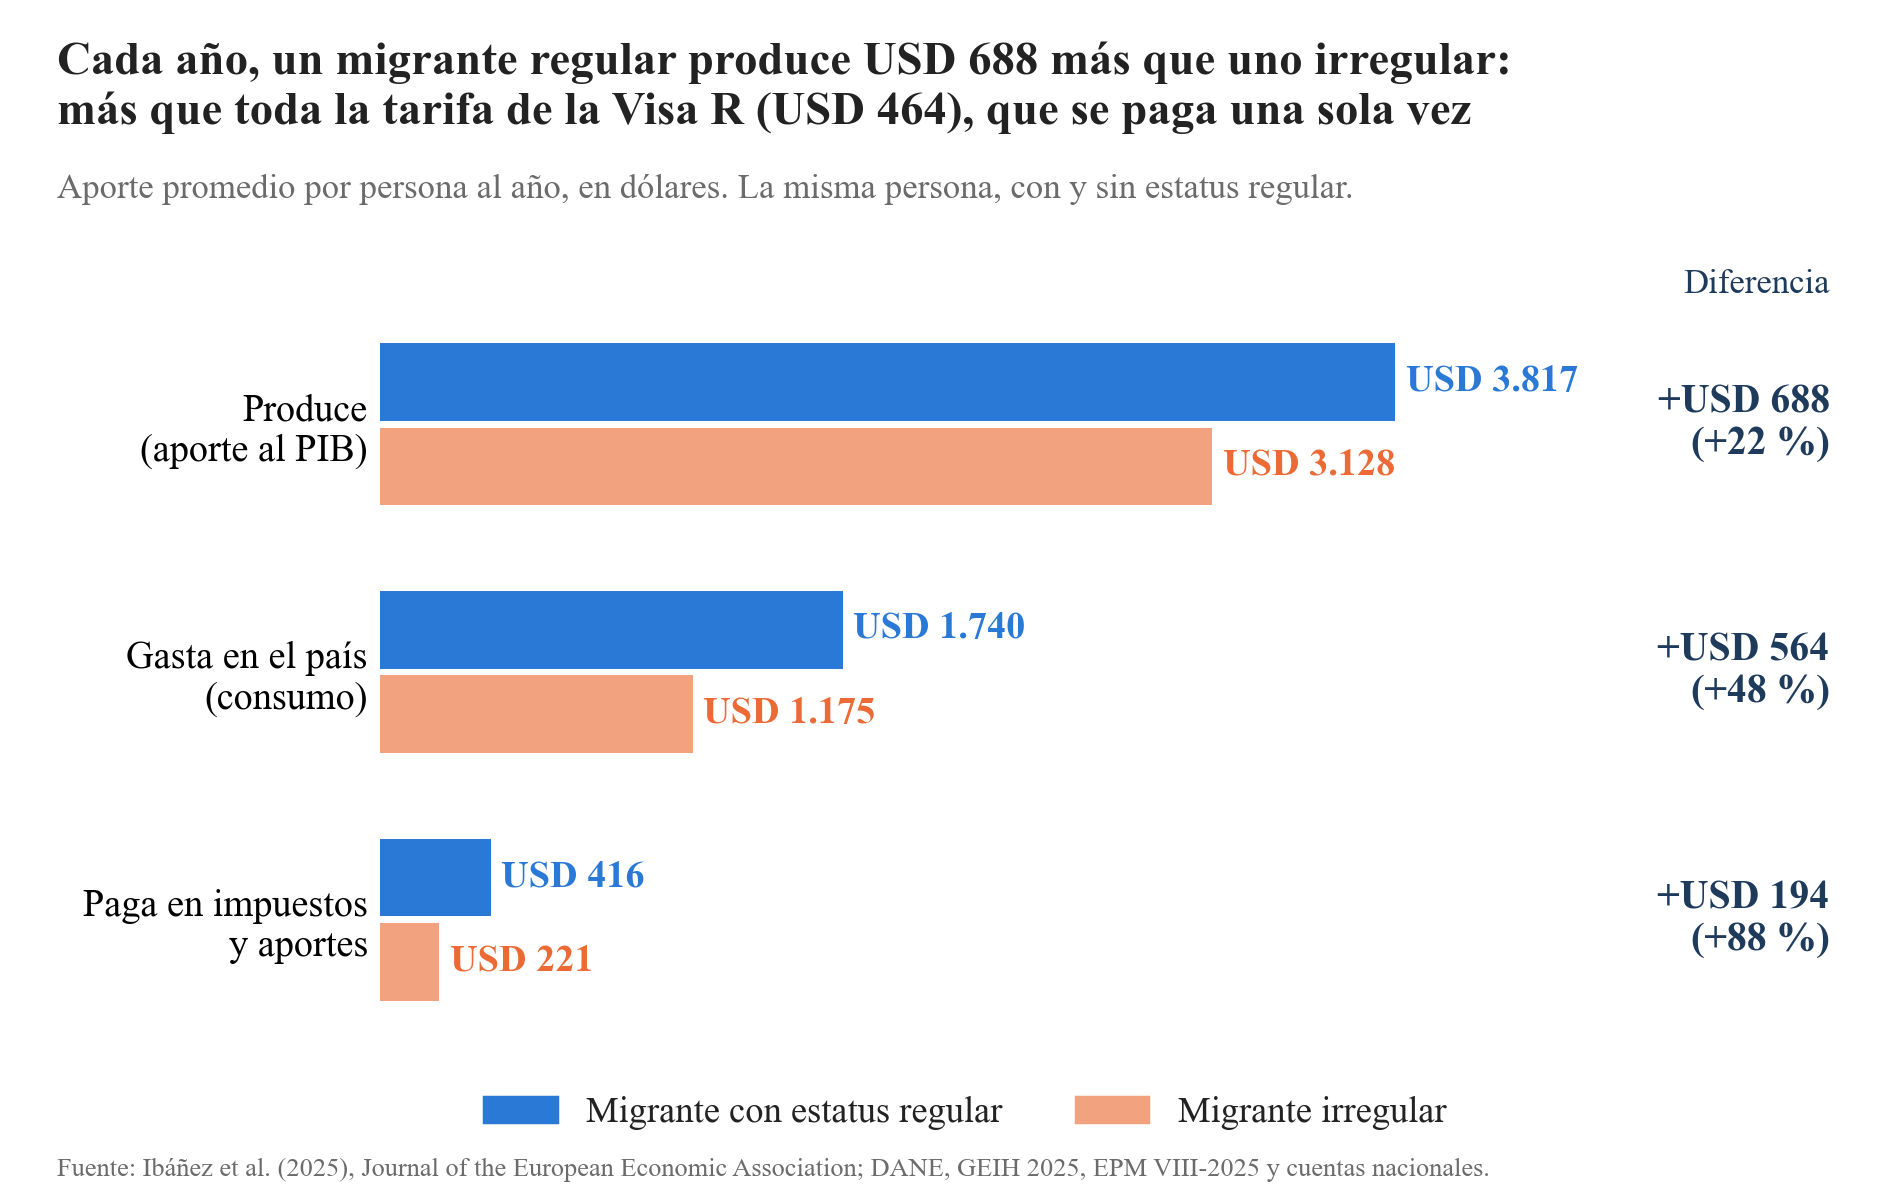 Cada año, un migrante regular produce USD 688 más que uno irregular:
más que toda la tarifa de la Visa R (USD 464), que se paga una sola vez
Aporte promedio por persona al año, en dólares. La misma persona, con y sin estatus regular.
Diferencia
Produce
(aporte al PIB)
USD 3.817
USD 3.128
+USD 688
(+22 %)
Gasta en el país
(consumo)
USD 1.740
USD 1.175
+USD 564
(+48 %)
Paga en impuestos
y aportes
USD 416
USD 221
+USD 194
(+88 %)
Migrante con estatus regular
Migrante irregular
Fuente: Ibáñez et al. (2025), Journal of the European Economic Association; DANE, GEIH 2025, EPM VIII-2025 y cuentas nacionales.